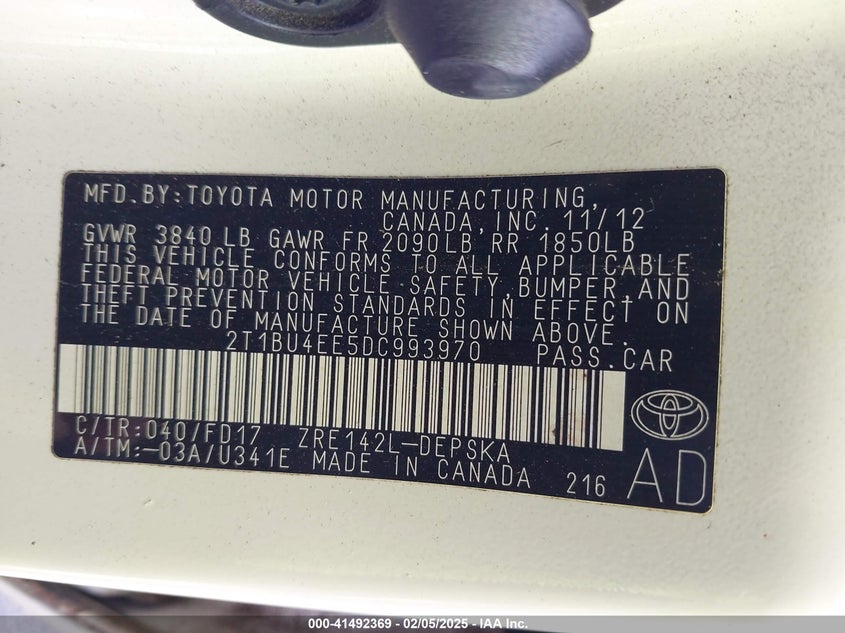 MFD.BY:TOYOTA MOTOR MANUFACTURING,
CANADA,INC. 11/12
GVWR 3840 LB GAWR FR 2090LB RR 1850LB
THIS VEHICLE CONFORMS TO ALL APPLICABLE
FEDERAL MOTOR VEHICLE SAFETY,BUMPER,AND
THEFT PREVENTION STANDARDS IN EFFECT ON
THE DATE OF MANUFACTURE SHOWN ABOVE.
2T1BU4EE5DC993970 PASS.CAR
C/TR:040/FD17 ZRE142L-DEPSKA
A/TM:-03A/U341E MADE IN CANADA 216 AD
000-41492369 - 02/05/2025 - IAA Inc.